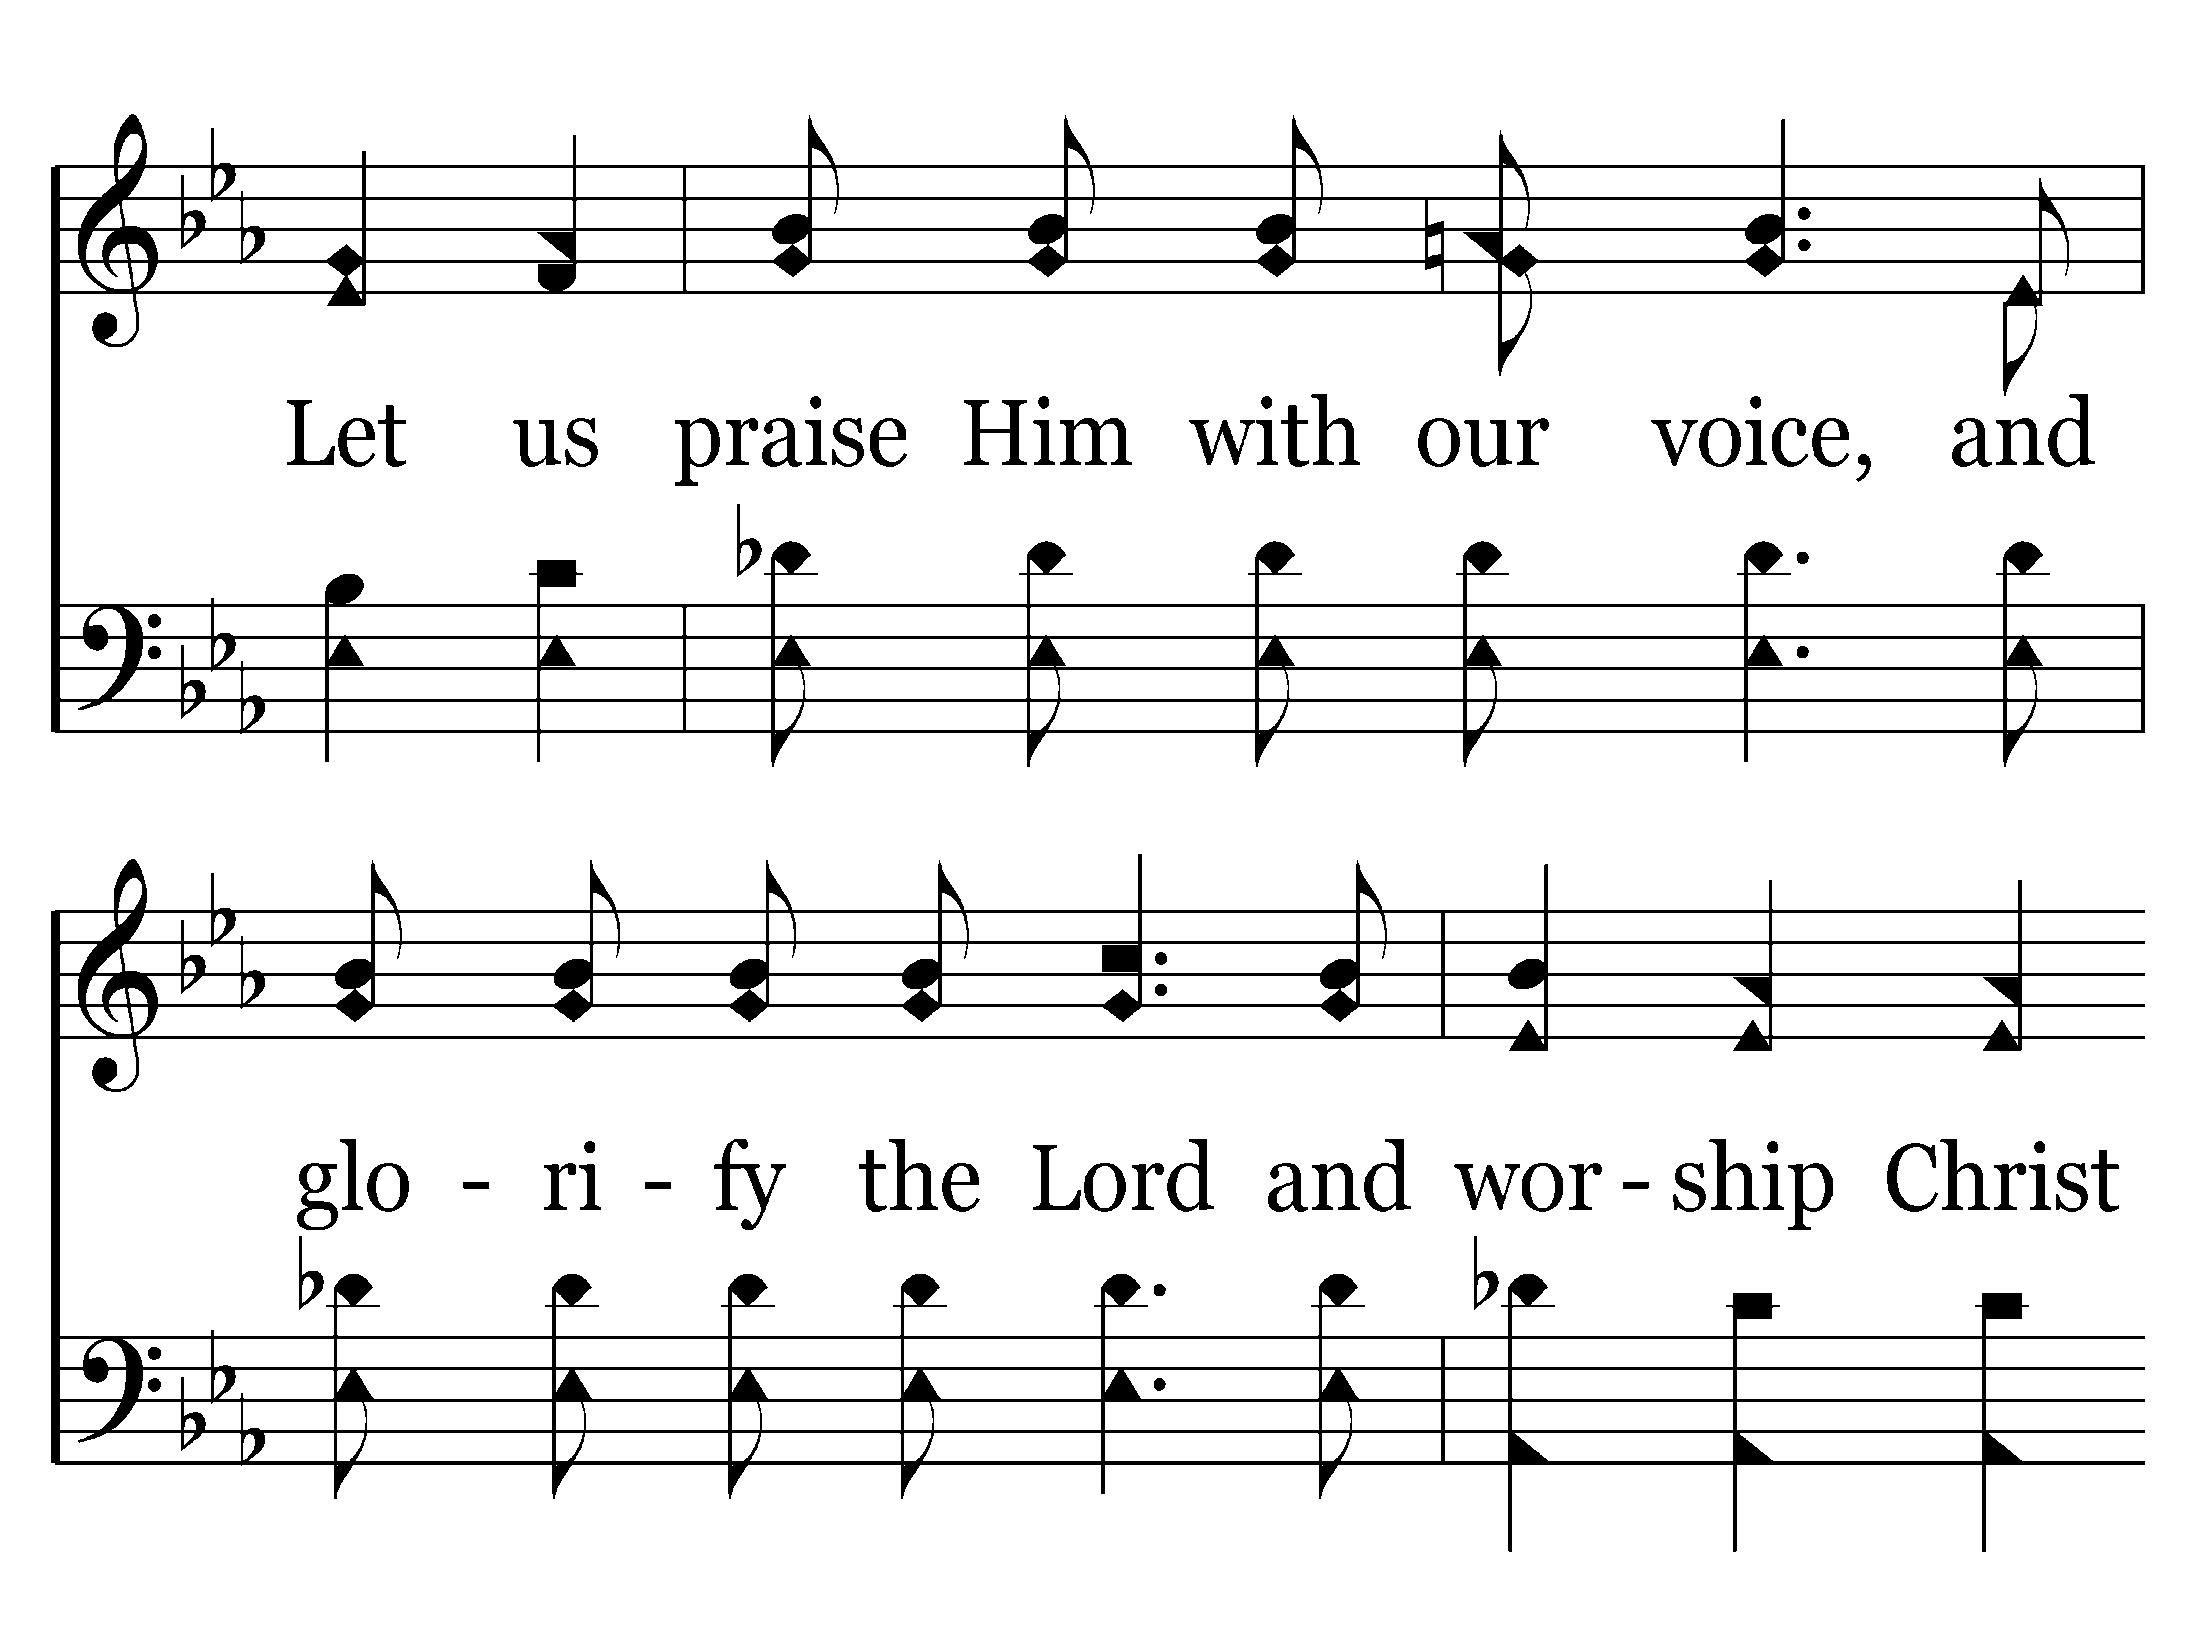 Let us praise Him with our voice, and
glo - ri - fy the Lord and wor - ship Christ